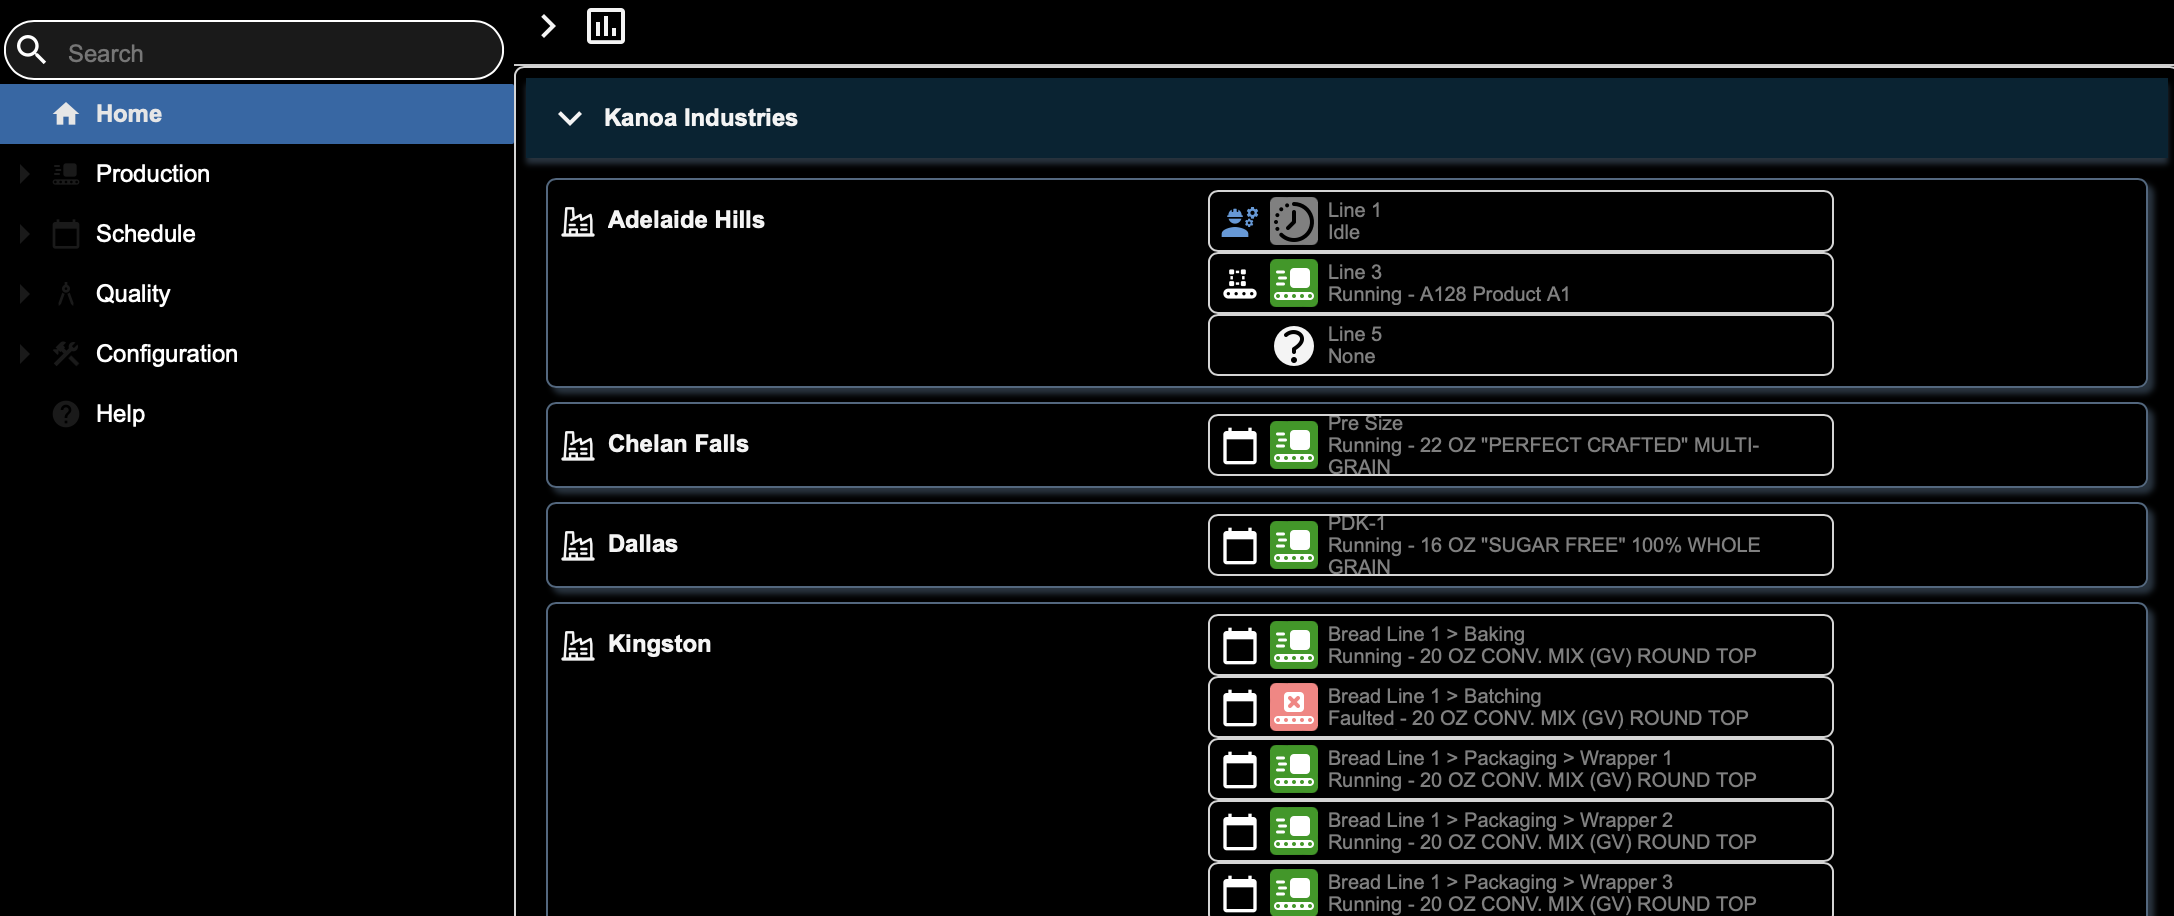 Search
Home
Production
Schedule
Quality
Configuration
Help
Kanoa Industries
Adelaide Hills
Line 1
Idle
Line 3
Running - A128 Product A1
Line 5
None
Chelan Falls
Pre Size
Running - 22 OZ "PERFECT CRAFTED" MULTI-
GRAIN
Dallas
PDK-1
Running - 16 OZ "SUGAR FREE" 100% WHOLE
GRAIN
Kingston
Bread Line 1 > Baking
Running - 20 OZ CONV. MIX (GV) ROUND TOP
Bread Line 1 > Batching
Faulted - 20 OZ CONV. MIX (GV) ROUND TOP
Bread Line 1 > Packaging > Wrapper 1
Running - 20 OZ CONV. MIX (GV) ROUND TOP
Bread Line 1 > Packaging > Wrapper 2
Running - 20 OZ CONV. MIX (GV) ROUND TOP
Bread Line 1 > Packaging > Wrapper 3
Running - 20 OZ CONV. MIX (GV) ROUND TOP